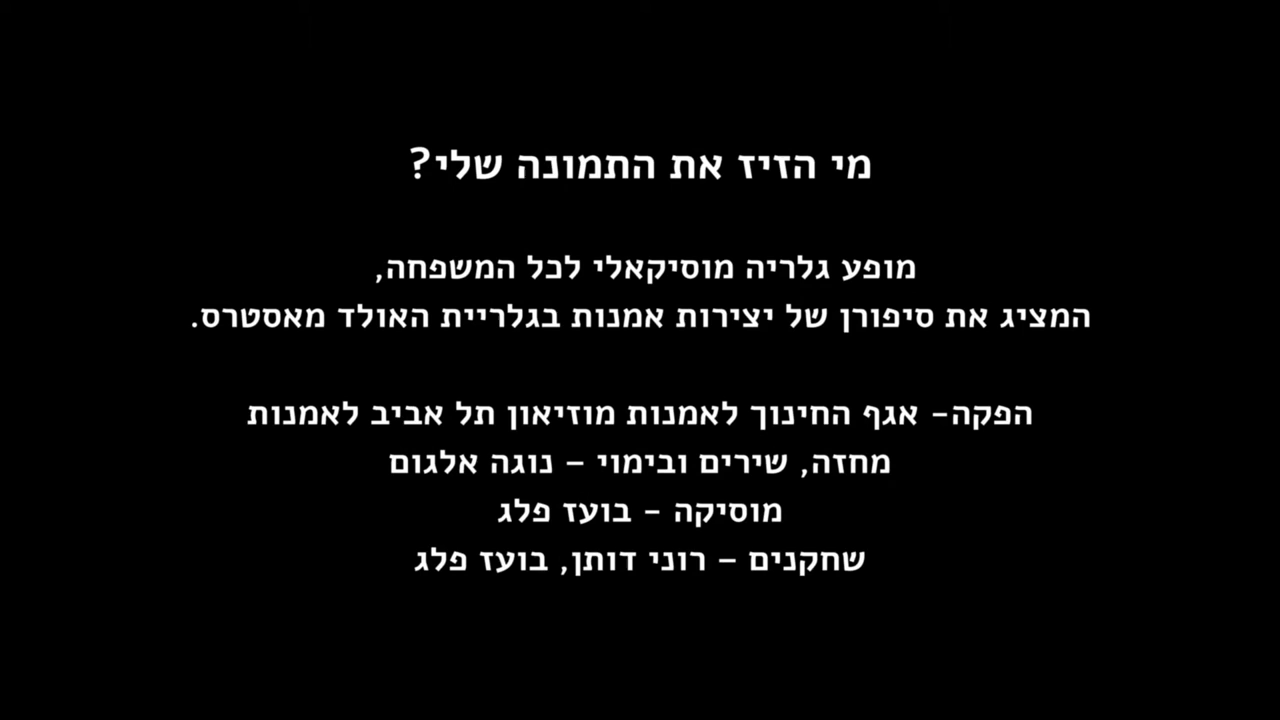 מי הזיז את התמונה שלי?
מופע גלריה מוסיקאלי לכל המשפחה,
המציג את סיפורן של יצירות אמנות בגלריית האולד מאסטרס.
הפקה- אגף החינוך לאמנות מוזיאון תל אביב לאמנות
מחזה, שירים ובימוי – נוגה אלגום
מוסיקה – בועז פלג
שחקנים – רוני דותן, בועז פלג